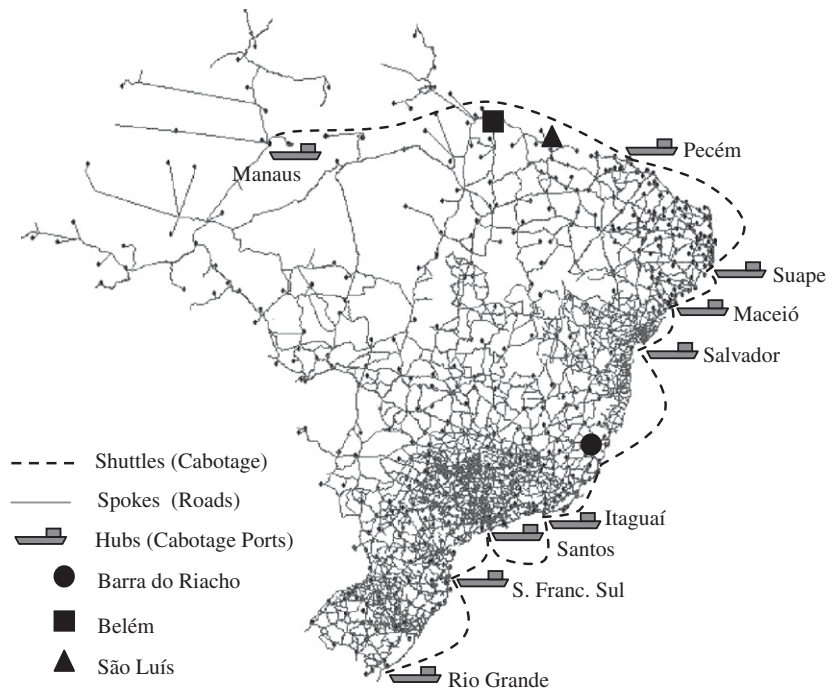 Manaus
Pecém
Suape
Maceió
Salvador
Itaguaí
Santos
S. Franc. Sul
Rio Grande
Shuttles (Cabotage)
Spokes (Roads)
Hubs (Cabotage Ports)
Barra do Riacho
Belém
São Luís